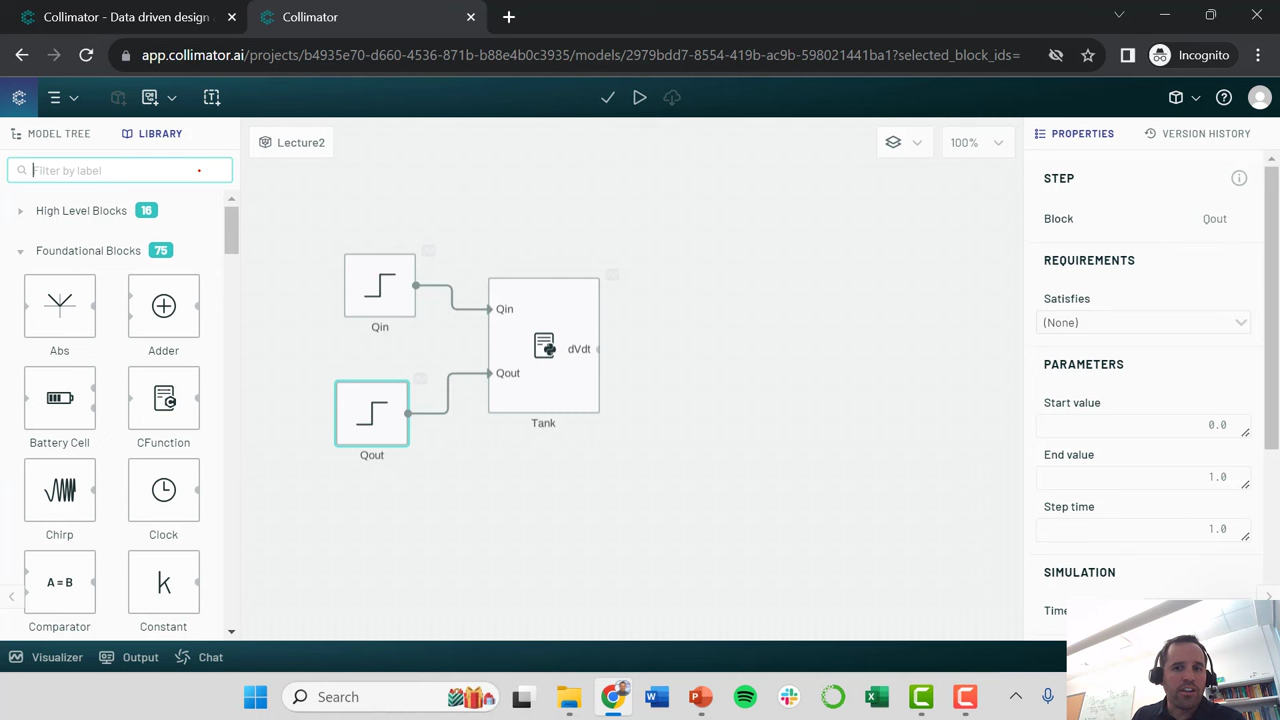 Collimator - Data driven design
Collimator
app.collimator.ai/projects/b4935e70-d660-4536-871b-b88e4b0c3935/models/2979bdd7-8554-419b-ac9b-598021441ba1?selected_block_ids=
Incognito
MODEL TREE
LIBRARY
Lecture2
100%
PROPERTIES
VERSION HISTORY
Filter by label
STEP
High Level Blocks 16
Block
Qout
Foundational Blocks 75
REQUIREMENTS
Satisfies
(None)
Qin
Qin
dVdt
Abs
Adder
PARAMETERS
Qout
Start value
0.0
Tank
Battery Cell
CFunction
Qout
End value
1.0
Step time
1.0
Chirp
Clock
SIMULATION
A = B
k
Time
Comparator
Constant
Visualizer
Output
Chat
Search